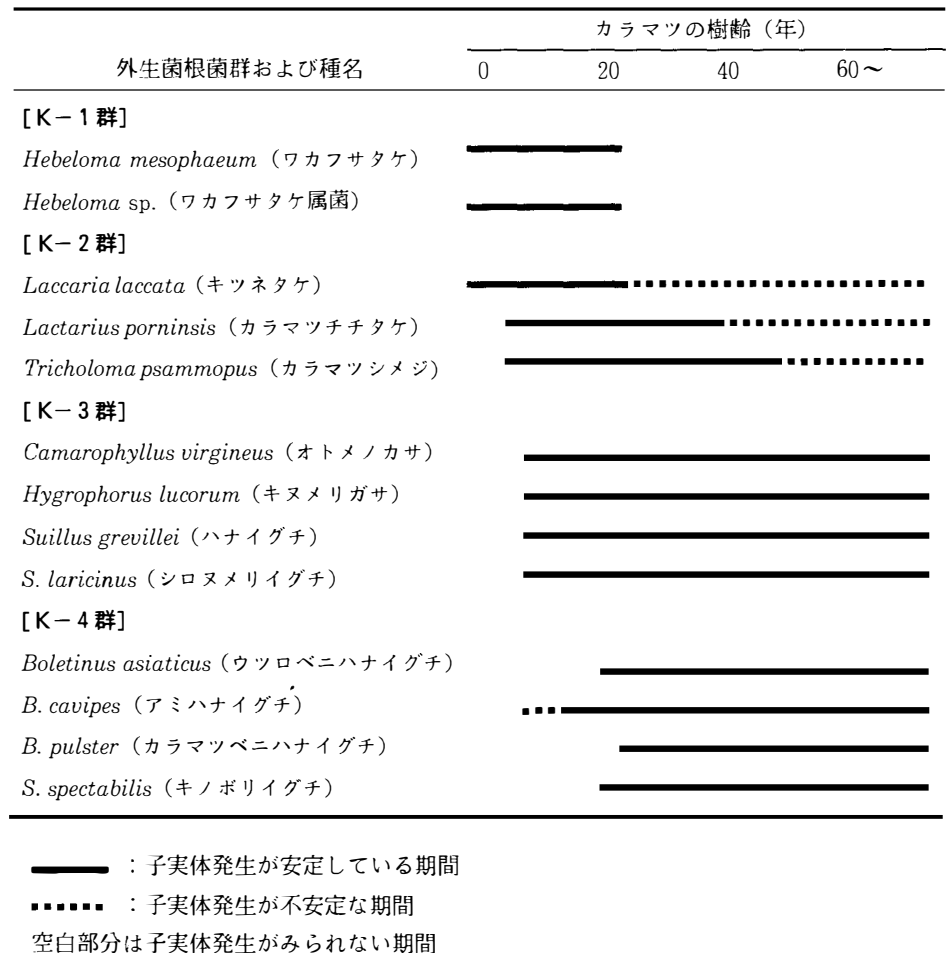 カラマツの樹齢（年）
外生菌根菌群および種名
0 20 40 60～
[K－1群]
Hebeloma mesophaeum（ワカフサタケ）
Hebeloma sp.（ワカフサタケ属菌）
[K－2群]
Laccaria laccata（キツネタケ）
Lactarius porninsis（カラマツチチタケ）
Tricholoma psammopus（カラマツシメジ）
[K－3群]
Camarophyllus virgineus（オトメノカサ）
Hygrophorus lucorum（キヌメリガサ）
Suillus grevillei（ハナイグチ）
S. laricinus（シロヌメリイグチ）
[K－4群]
Boletinus asiaticus（ウツロベニハナイグチ）
B. cavipes（アミハナイグチ）
B. pulster（カラマツベニハナイグチ）
S. spectabilis（キノボリイグチ）
：子実体発生が安定している期間
：子実体発生が不安定な期間
空白部分は子実体発生がみられない期間